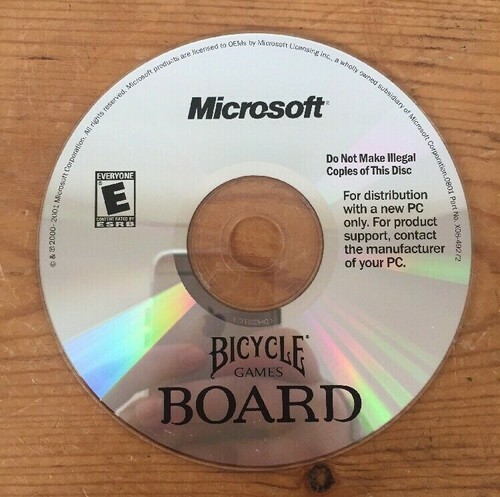 © & ℗ 2000-2001 Microsoft Corporation. All rights reserved. Microsoft products are licensed to OEMs by Microsoft Licensing Inc., a wholly owned subsidiary of Microsoft Corporation.0801 Part No. X08-49272
Microsoft®
Do Not Make Illegal
Copies of This Disc
EVERYONE
E
CONTENT RATED BY
ESRB
For distribution
with a new PC
only. For product
support, contact
the manufacturer
of your PC.
BICYCLE®
GAMES
BOARD